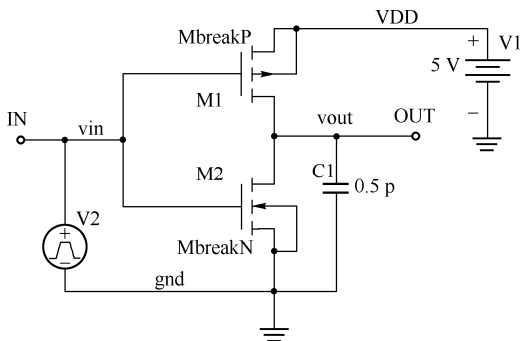 VDD
MbreakP
+
V1
5 V
M1
−
IN
vin
vout
OUT
M2
C1
0.5 p
V2
+
−
MbreakN
gnd